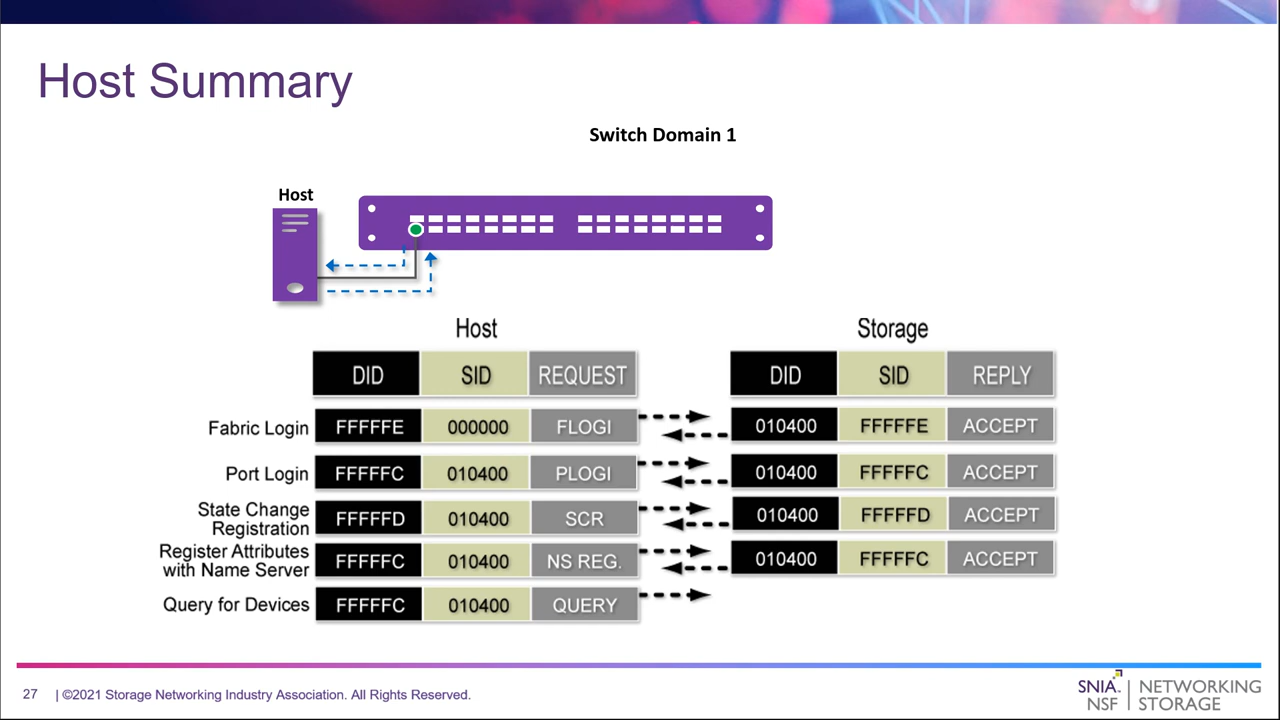 Host Summary
Switch Domain 1
Host
Host
Storage
DID SID REQUEST
DID SID REPLY
Fabric Login FFFFFE 000000 FLOGI
010400 FFFFFE ACCEPT
Port Login FFFFFC 010400 PLOGI
010400 FFFFFC ACCEPT
State Change
Registration
FFFFFD 010400 SCR
010400 FFFFFD ACCEPT
Register Attributes
with Name Server
FFFFFC 010400 NS REG.
010400 FFFFFC ACCEPT
Query for Devices FFFFFC 010400 QUERY
27 | ©2021 Storage Networking Industry Association. All Rights Reserved.
SNIA. | NETWORKING
NSF | STORAGE